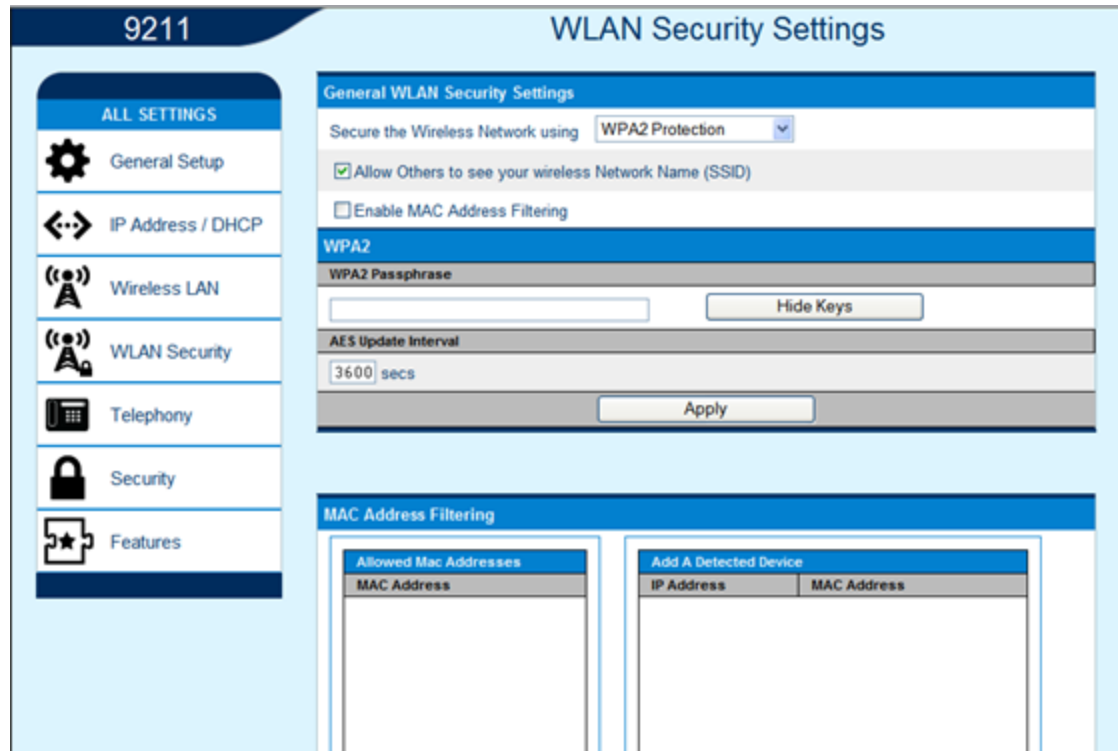 9211
WLAN Security Settings
ALL SETTINGS
General Setup
IP Address / DHCP
Wireless LAN
WLAN Security
Telephony
Security
Features
General WLAN Security Settings
Secure the Wireless Network using WPA2 Protection
Allow Others to see your wireless Network Name (SSID)
Enable MAC Address Filtering
WPA2
WPA2 Passphrase
Hide Keys
AES Update Interval
3600 secs
Apply
MAC Address Filtering
Allowed Mac Addresses
MAC Address
Add A Detected Device
IP Address MAC Address